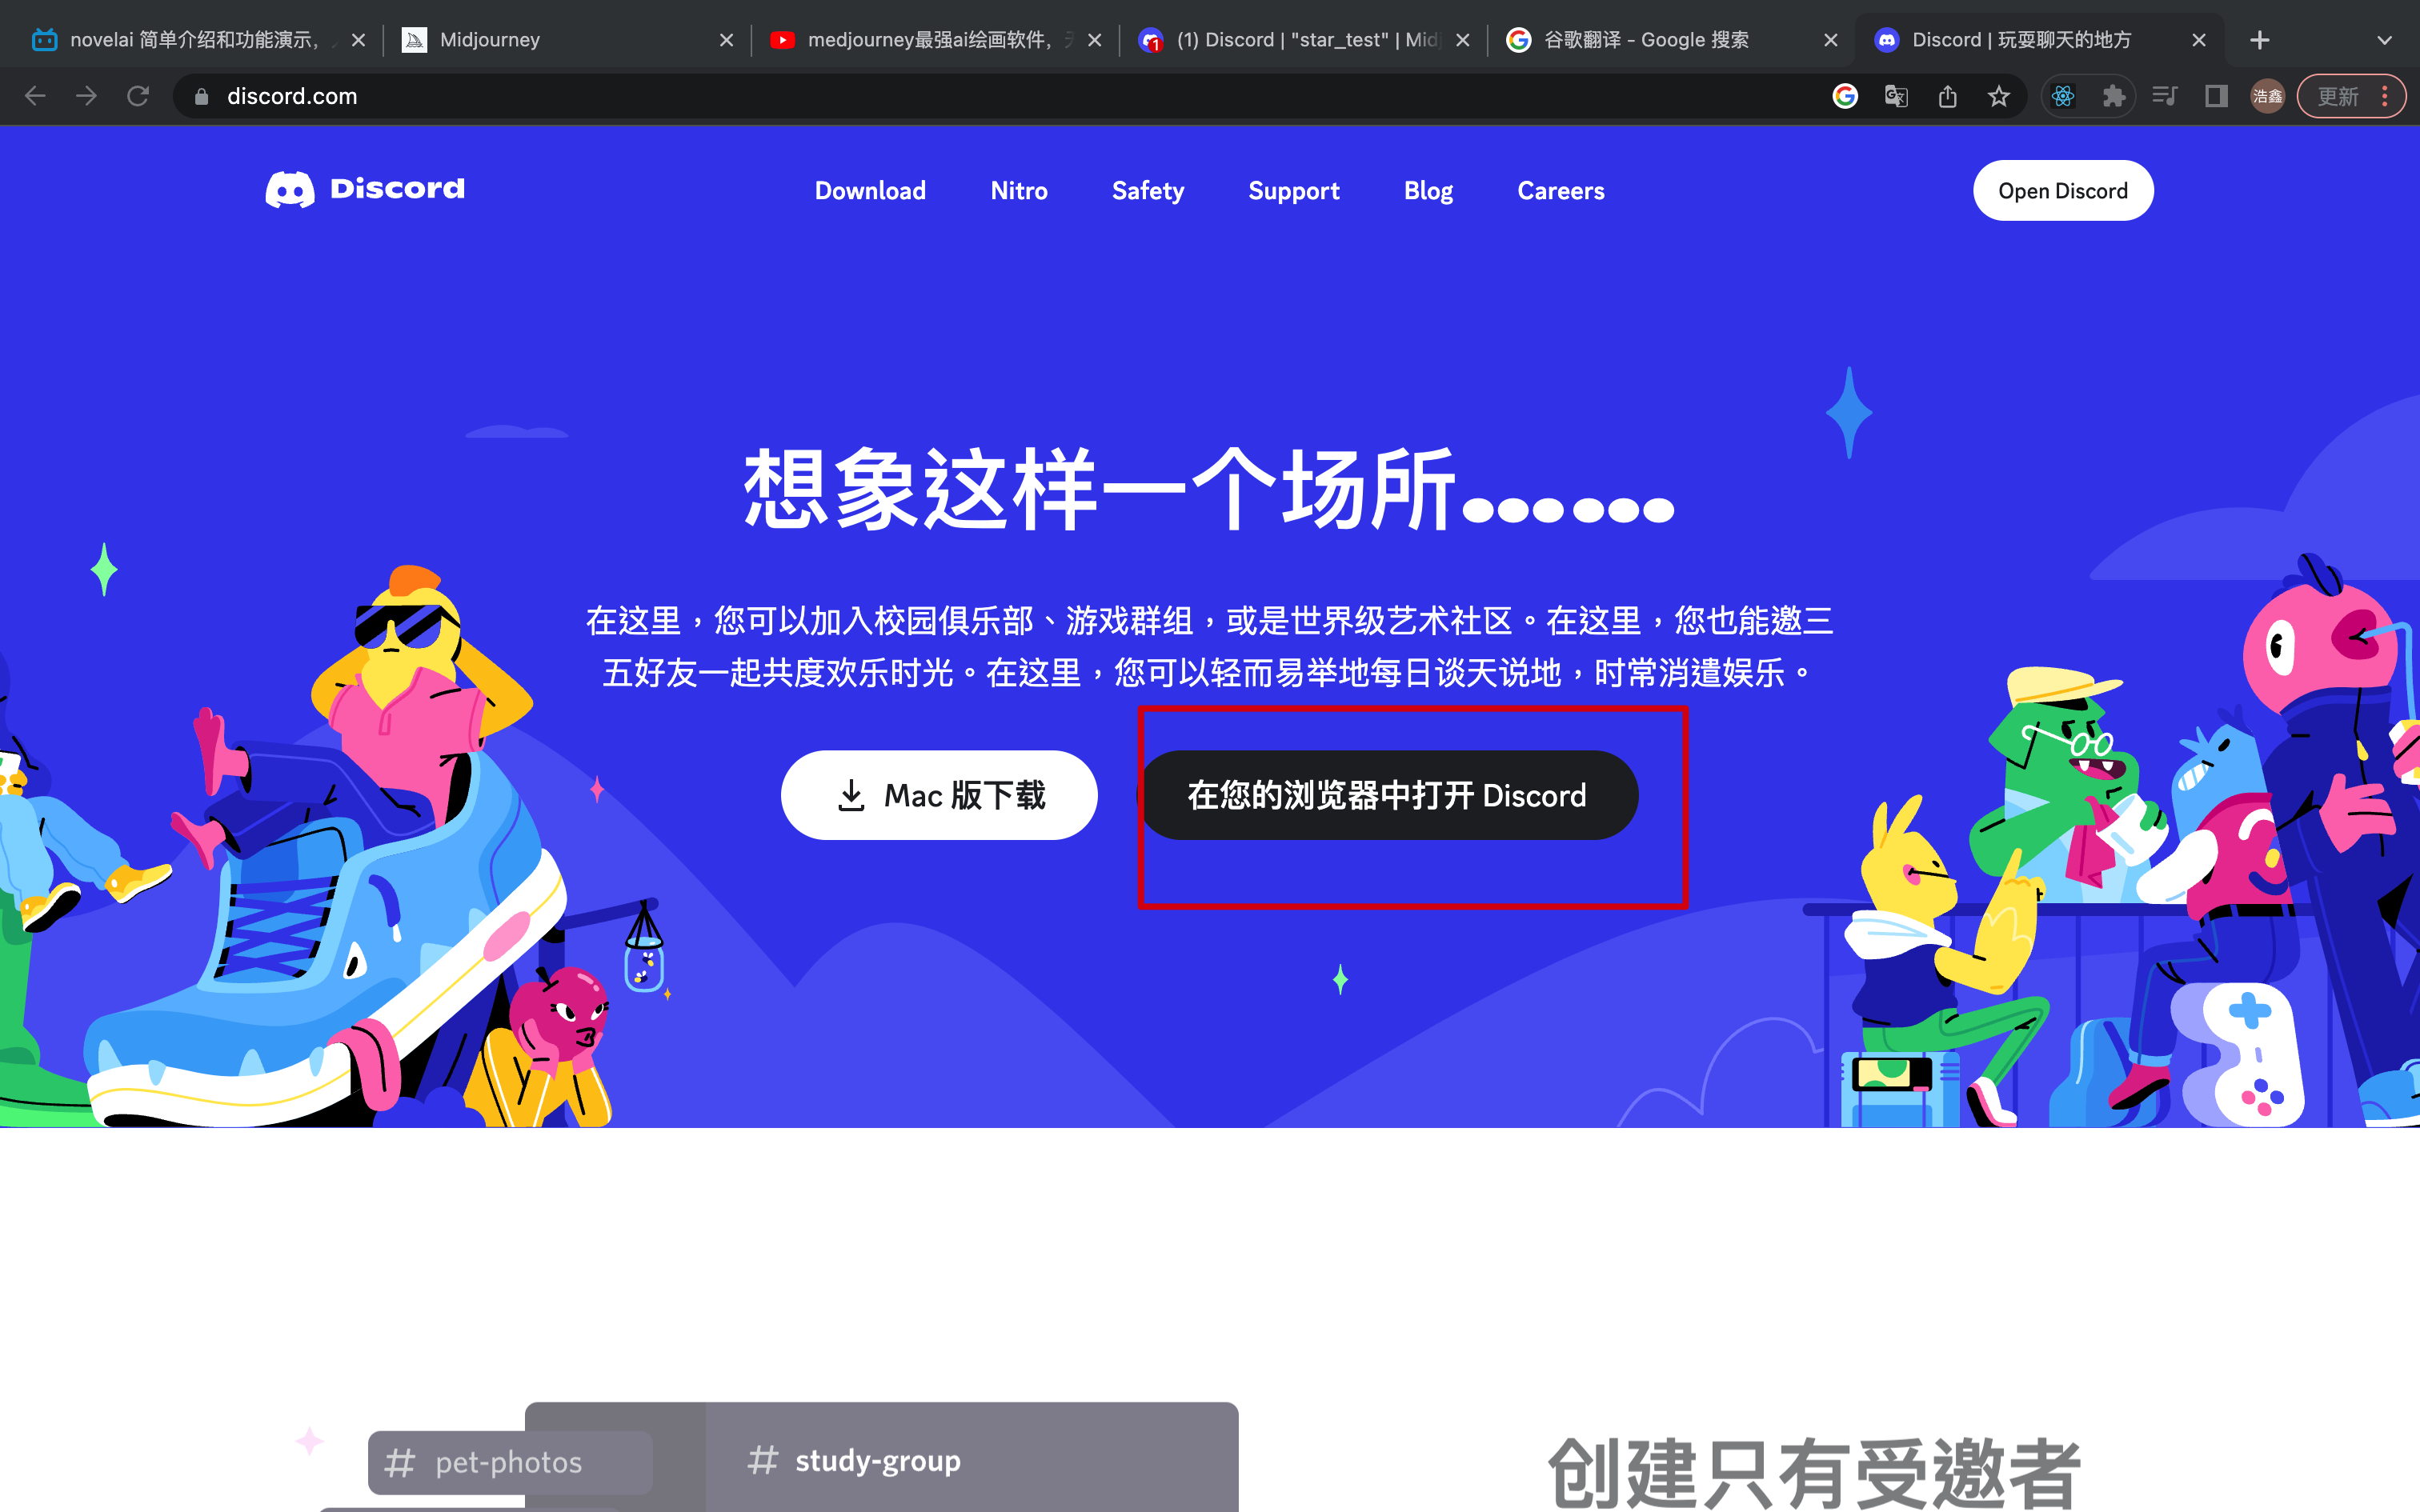 novelai 简单介绍和功能演示,
Midjourney
medjourney最强ai绘画软件,
(1) Discord | "star_test" | Midj
谷歌翻译 - Google 搜索
Discord | 玩耍聊天的地方
discord.com
浩鑫
更新
Discord
Download
Nitro
Safety
Support
Blog
Careers
Open Discord
想象这样一个场所……
在这里，您可以加入校园俱乐部、游戏群组，或是世界级艺术社区。在这里，您也能邀三
五好友一起共度欢乐时光。在这里，您可以轻而易举地每日谈天说地，时常消遣娱乐。
Mac 版下载
在您的浏览器中打开 Discord
# pet-photos
# study-group
创建只有受邀者